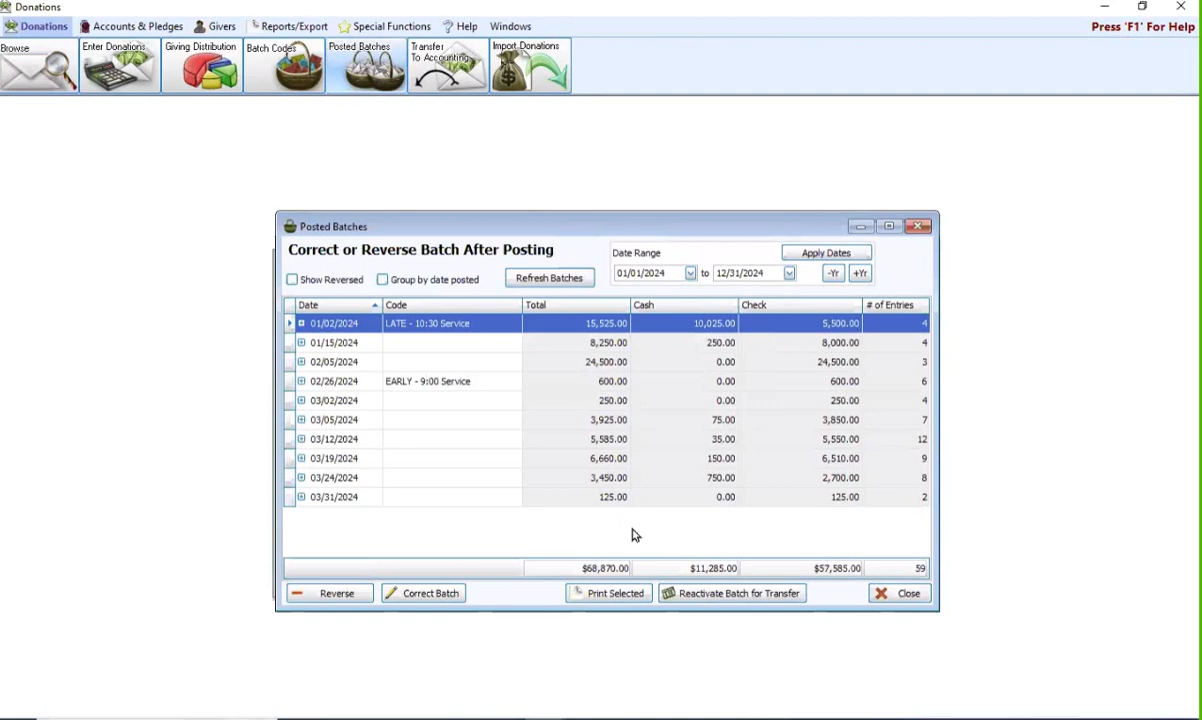 Donations
Donations Accounts & Pledges Givers Reports/Export Special Functions Help Windows Press 'F1' For Help
Browse Enter Donations Giving Distribution Batch Codes Posted Batches Transfer To Accounting Import Donations
Posted Batches
Correct or Reverse Batch After Posting
Date Range Apply Dates
Show Reversed Group by date posted Refresh Batches 01/01/2024 to 12/31/2024 -Yr +Yr
Date Code Total Cash Check # of Entries
01/02/2024 LATE - 10:30 Service 15,525.00 10,025.00 5,500.00 4
01/15/2024 8,250.00 250.00 8,000.00 4
02/05/2024 24,500.00 0.00 24,500.00 3
02/26/2024 EARLY - 9:00 Service 600.00 0.00 600.00 6
03/02/2024 250.00 0.00 250.00 4
03/05/2024 3,925.00 75.00 3,850.00 7
03/12/2024 5,585.00 35.00 5,550.00 12
03/19/2024 6,660.00 150.00 6,510.00 9
03/24/2024 3,450.00 750.00 2,700.00 8
03/31/2024 125.00 0.00 125.00 2
$68,870.00 $11,285.00 $57,585.00 59
Reverse Correct Batch Print Selected Reactivate Batch for Transfer Close